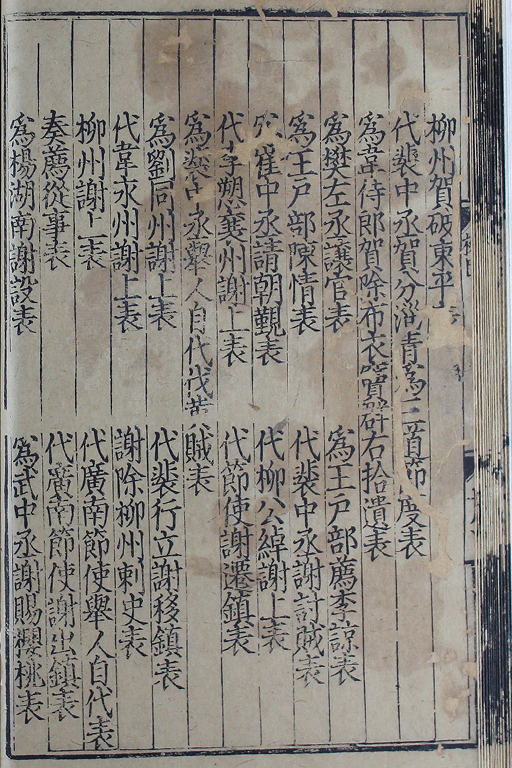 柳州賀破東平表
代裴中丞賀分淄青為三道節度表
為韋侍郎賀除布衣竇群右拾遺表
為樊左丞讓官表
為王戶部薦李諒表
為王戶部陳情表
代裴中丞謝討賊表
為崔中丞請朝覲表
代柳公綽謝上表
代李愬襄州謝上表
代節使謝遷鎮表
為裴中丞舉人自代伐黃賊表
為劉同州謝上表
代裴行立謝移鎮表
代韋永州謝上表
謝除柳州刺史表
柳州謝上表
代廣南節使舉人自代表
奏薦從事表
代廣南節使謝出鎮表
為楊湖南謝設表
為武中丞謝賜櫻桃表